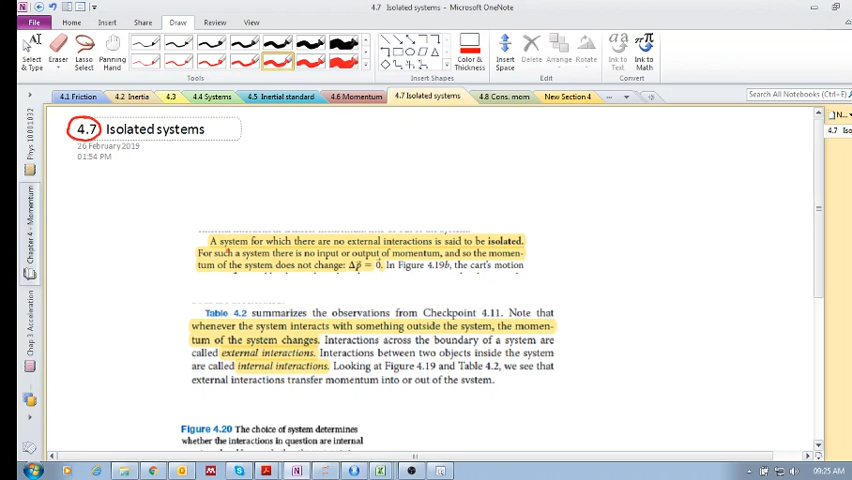 4.7 Isolated systems - Microsoft OneNote
File Home Insert Share Draw Review View
Select & Type
Eraser
Lasso Select
Panning Hand
Color & Thickness
Insert Space
Delete
Arrange
Rotate
Ink to Text
Ink to Math
Tools
Insert Shapes
Edit
Convert
4.1 Friction 4.2 Inertia 4.3 4.4 Systems 4.5 Inertial standard 4.6 Momentum 4.7 Isolated systems 4.8 Cons. mom New Section 4 ...
Search All Notebooks (Ctrl+E)
Phys 10001032
Chapter 4 - Momentum
Chap 3 Acceleration
4.7 Isolated systems
26 February 2019
01:54 PM
A system for which there are no external interactions is said to be isolated.
For such a system there is no input or output of momentum, and so the momen-
tum of the system does not change: Δp⃗ = 0⃗. In Figure 4.19b, the cart's motion
Table 4.2 summarizes the observations from Checkpoint 4.11. Note that
whenever the system interacts with something outside the system, the momen-
tum of the system changes. Interactions across the boundary of a system are
called external interactions. Interactions between two objects inside the system
are called internal interactions. Looking at Figure 4.19 and Table 4.2, we see that
external interactions transfer momentum into or out of the system.
Figure 4.20 The choice of system determines
whether the interactions in question are internal
N...
4.7 Iso
09:25 AM